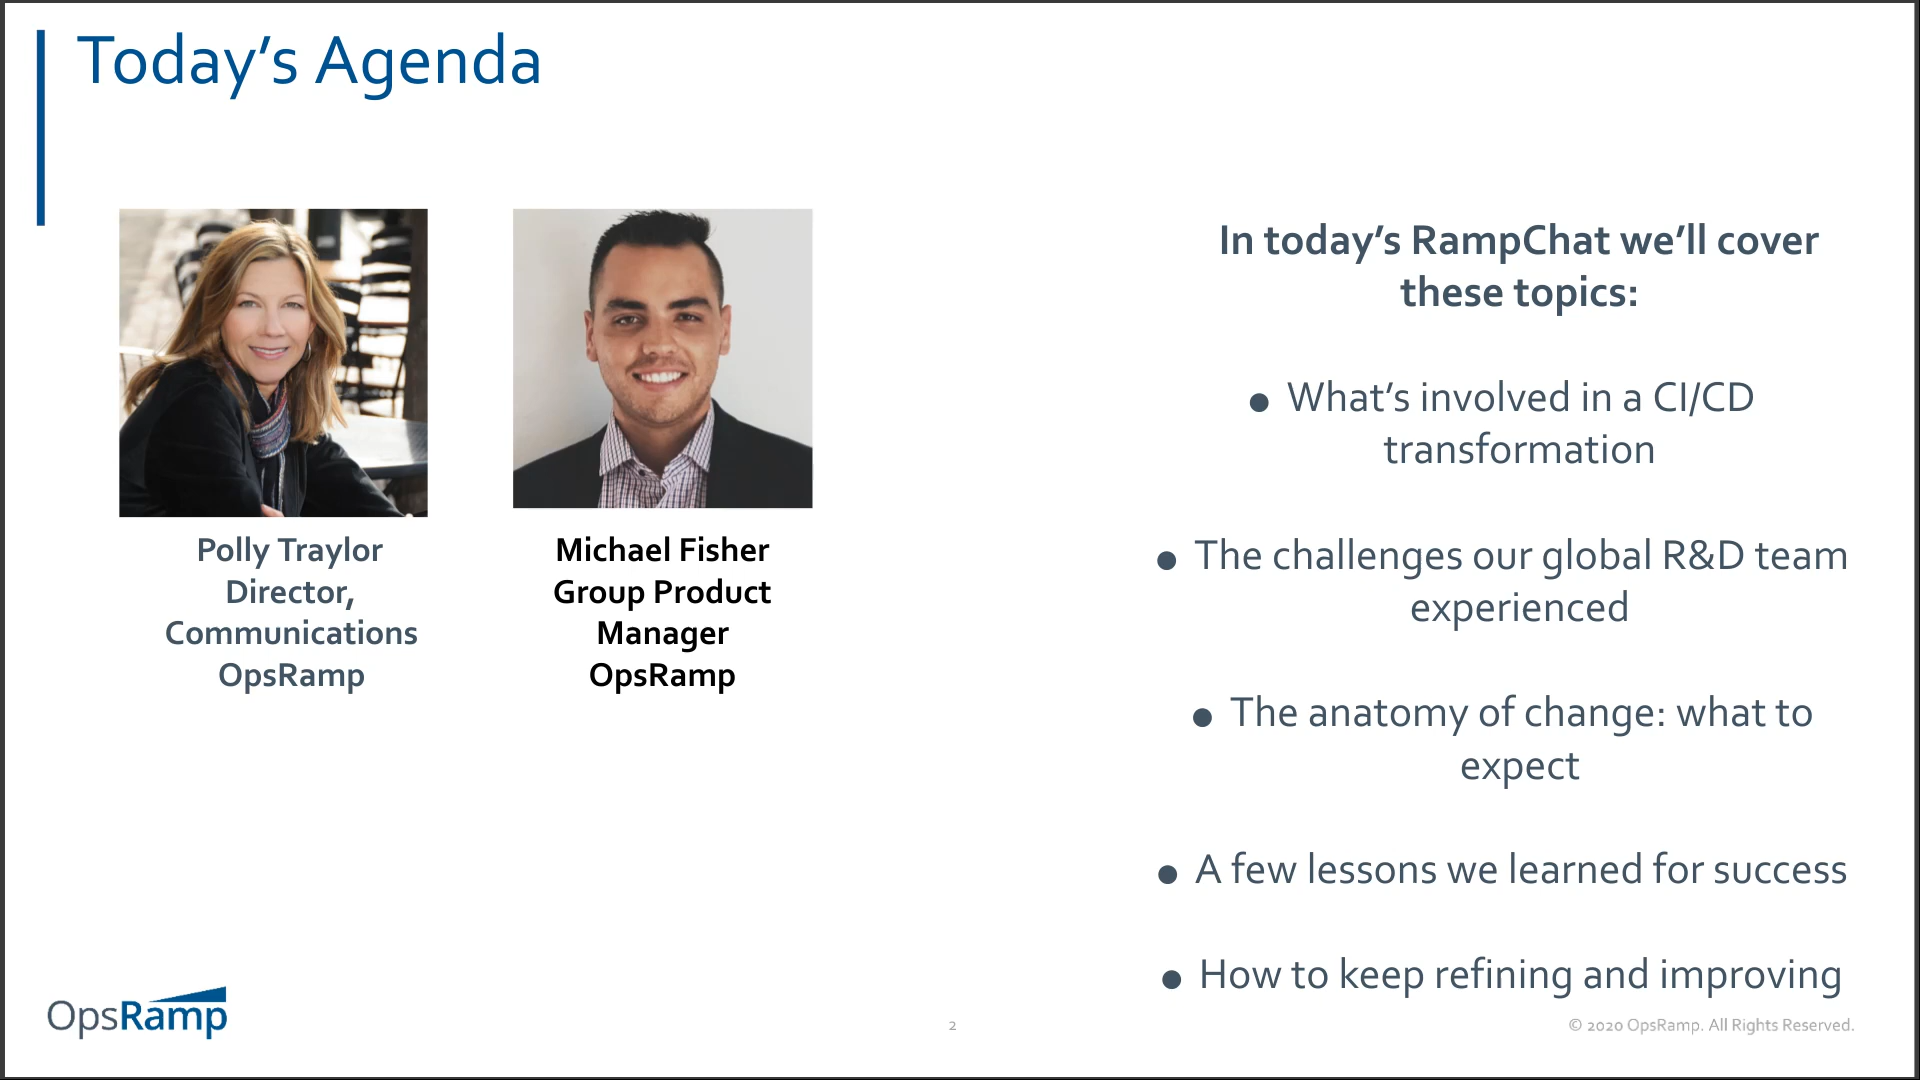 Today’s Agenda
Polly Traylor
Director,
Communications
OpsRamp
Michael Fisher
Group Product
Manager
OpsRamp
In today’s RampChat we’ll cover
these topics:
● What’s involved in a CI/CD
transformation
● The challenges our global R&D team
experienced
● The anatomy of change: what to
expect
● A few lessons we learned for success
● How to keep refining and improving
OpsRamp
2
© 2020 OpsRamp. All Rights Reserved.